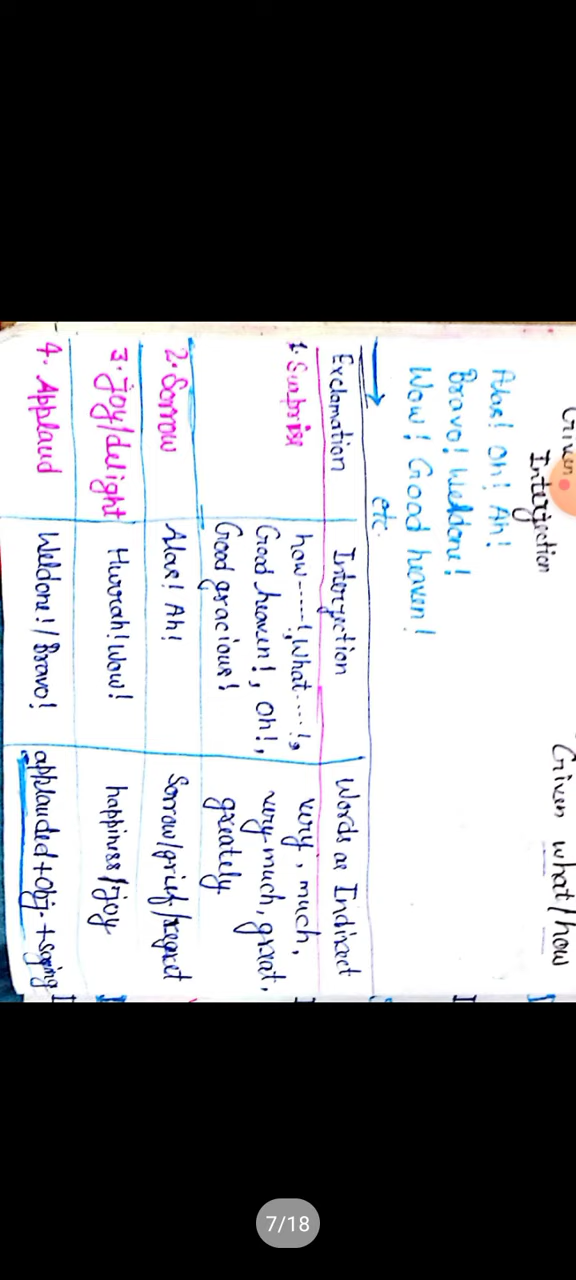 Given
Interjection
Given what/how
Alas! Oh! Ah!
Bravo! Weldone!
Wow! Good heaven!
etc.
Exclamation Interjection Words as Indirect
1. Surprise how ----!, What....!, very, much,
Good heaven!, Oh!, very much, great,
Good gracious! greately
2. Sorrow Alas! Ah! Sorrow/grief/regret
3. joy/delight Hurrah! Wow! happiness/joy
4. Applaud Weldone!/Bravo! applauded+Obj.+saying
7/18